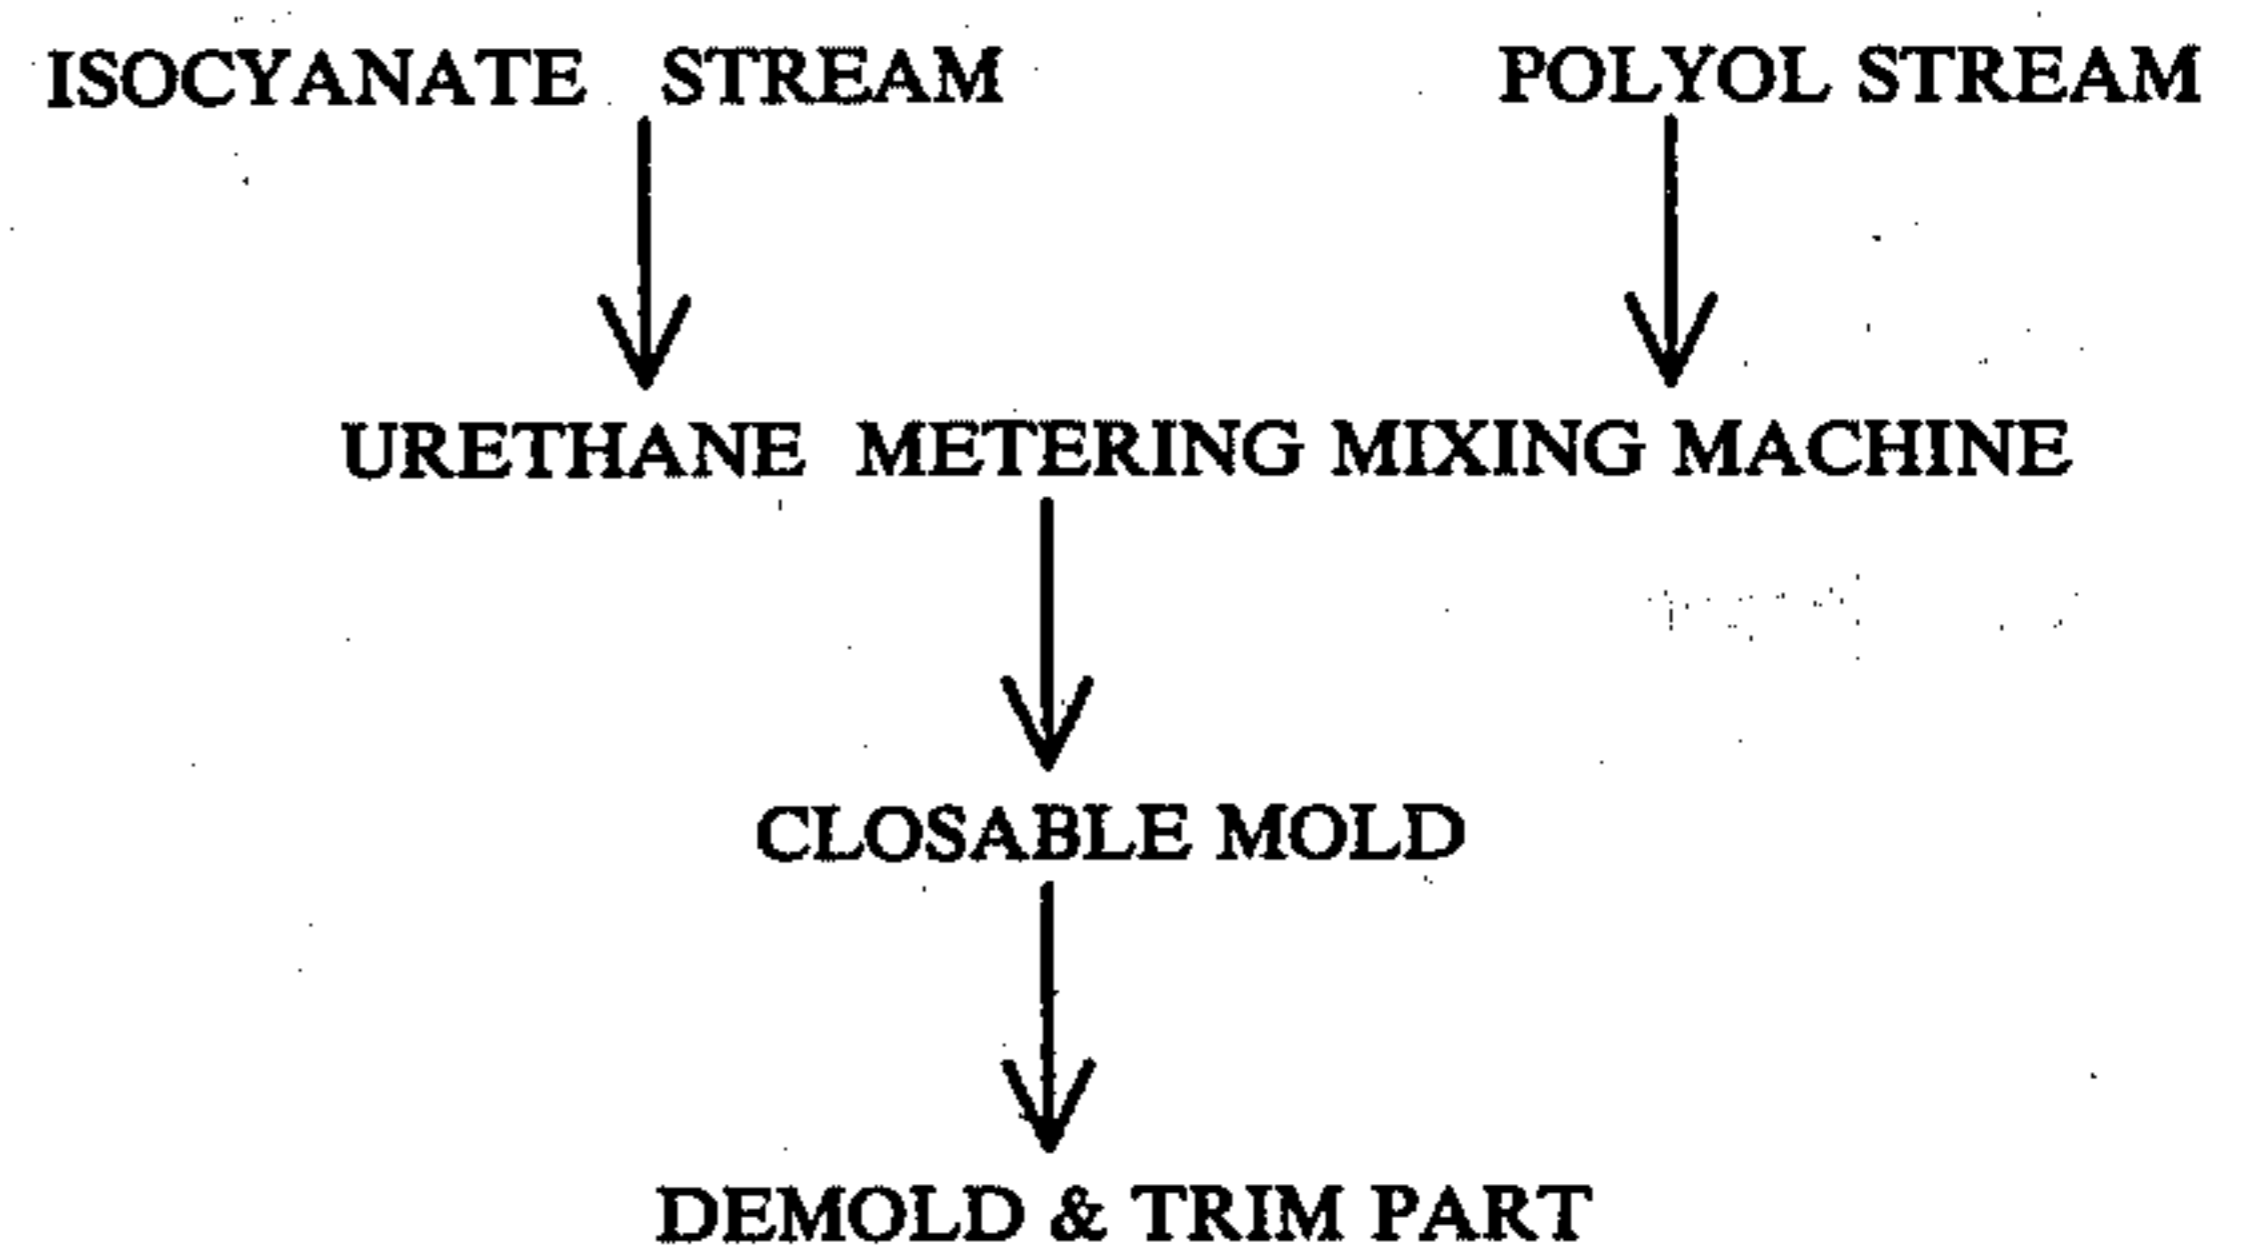 ISOCYANATE STREAM
POLYOL STREAM
URETHANE METERING MIXING MACHINE
CLOSABLE MOLD
DEMOLD & TRIM PART